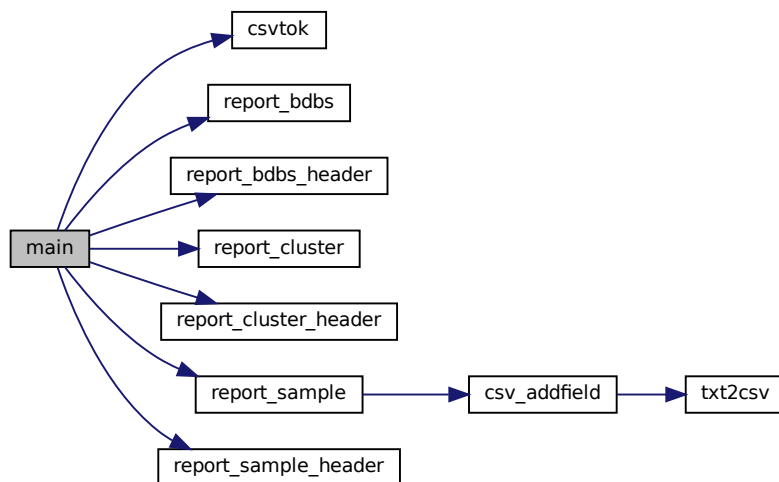 csvtok
report_bdbs
report_bdbs_header
main
report_cluster
report_cluster_header
report_sample
csv_addfield
txt2csv
report_sample_header